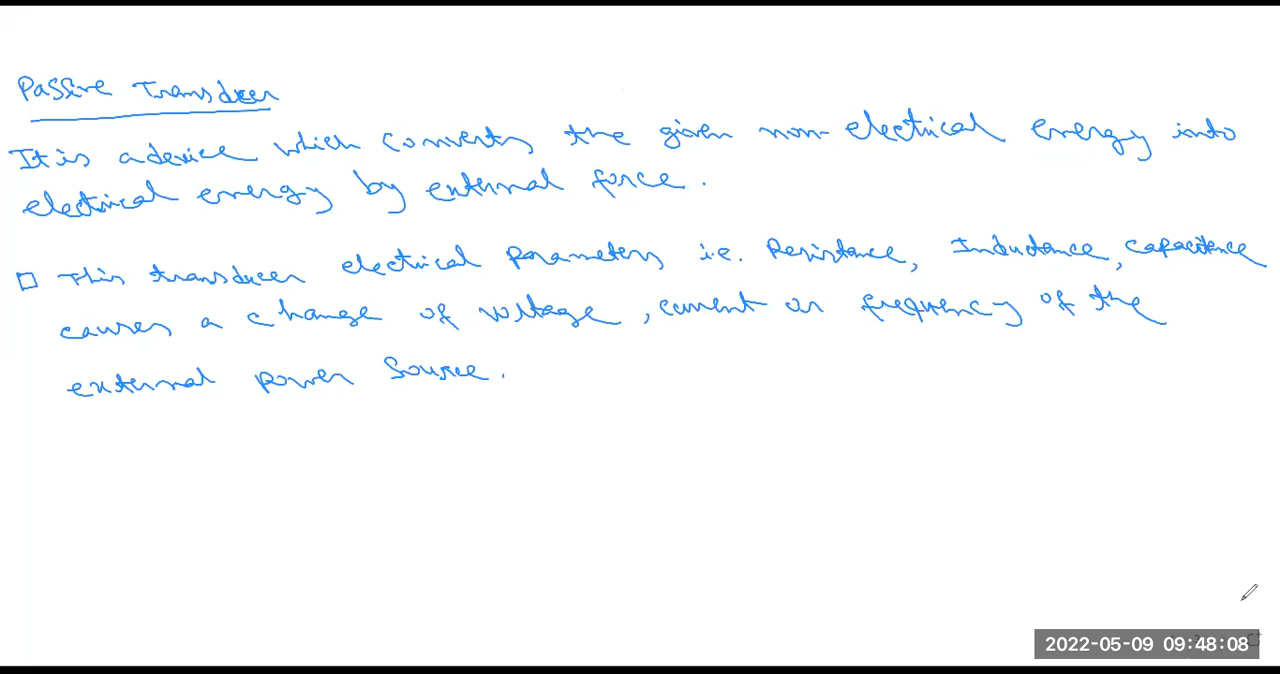 Passive Transducer
It is a device which converts the given non-electrical energy into
electrical energy by external force.
This transducer electrical parameters i.e. Resistance, Inductance, capacitence
causes a change of voltage, current or frequency of the
external power source.
2022-05-09 09:48:08